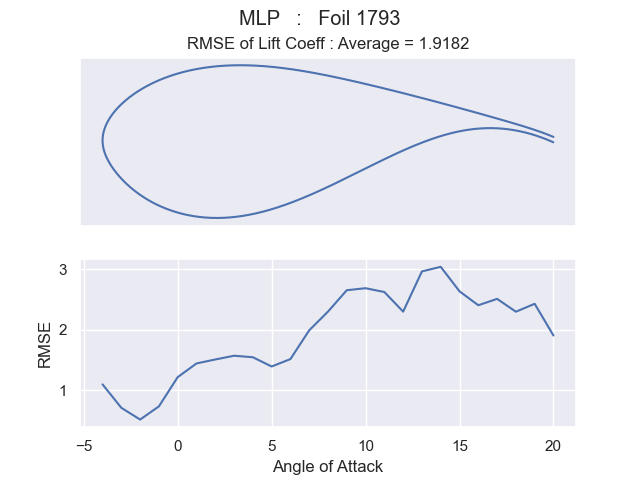 MLP : Foil 1793
RMSE of Lift Coeff : Average = 1.9182
3
2
1
RMSE
−5 0 5 10 15 20
Angle of Attack